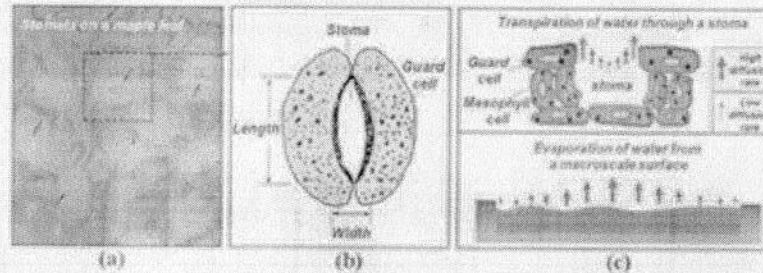 Stomata on a maple leaf
Stoma
Guard cell
Length
Width
Transpiration of water through a stoma
Guard cell
stoma
Mesophyll cell
High diffusion rate
Low diffusion rate
Evaporation of water from
a macroscale surface
(a)
(b)
(c)